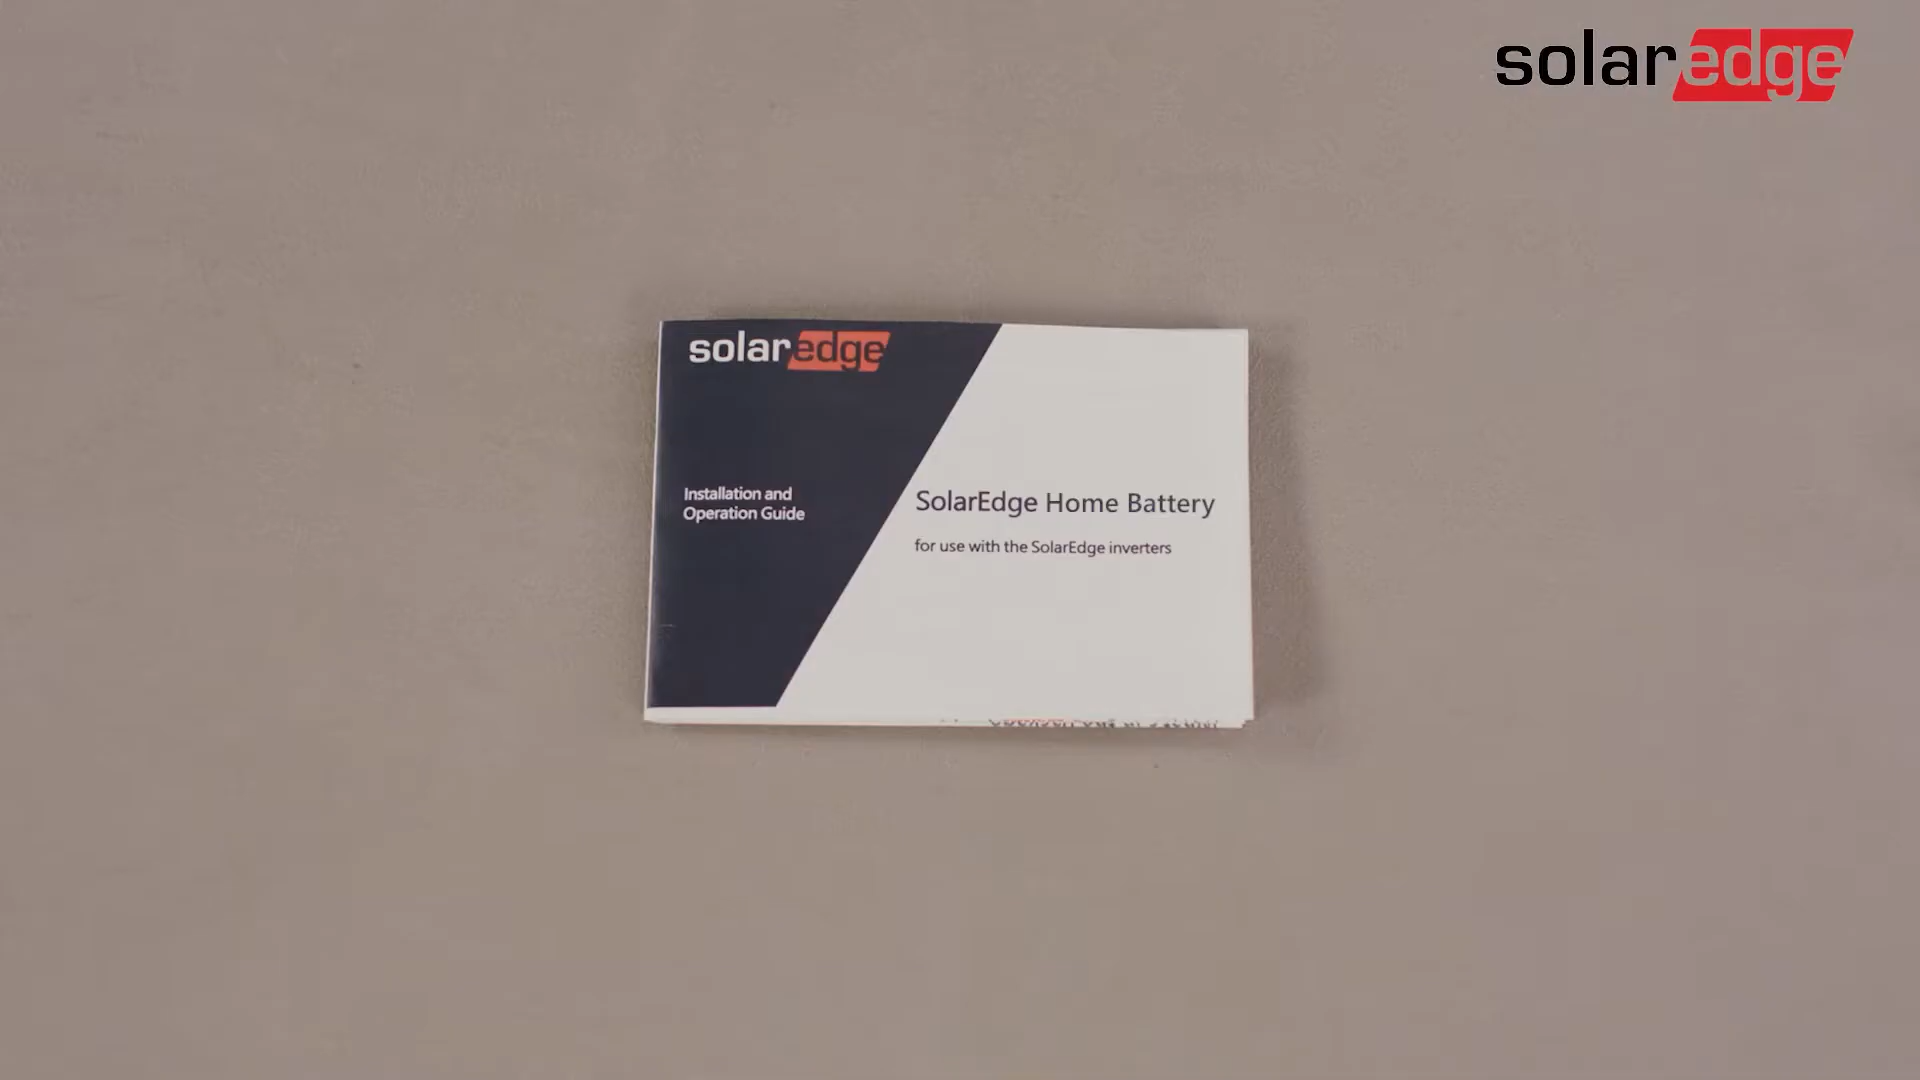 solaredge
solaredge
Installation and
Operation Guide
SolarEdge Home Battery
for use with the SolarEdge inverters